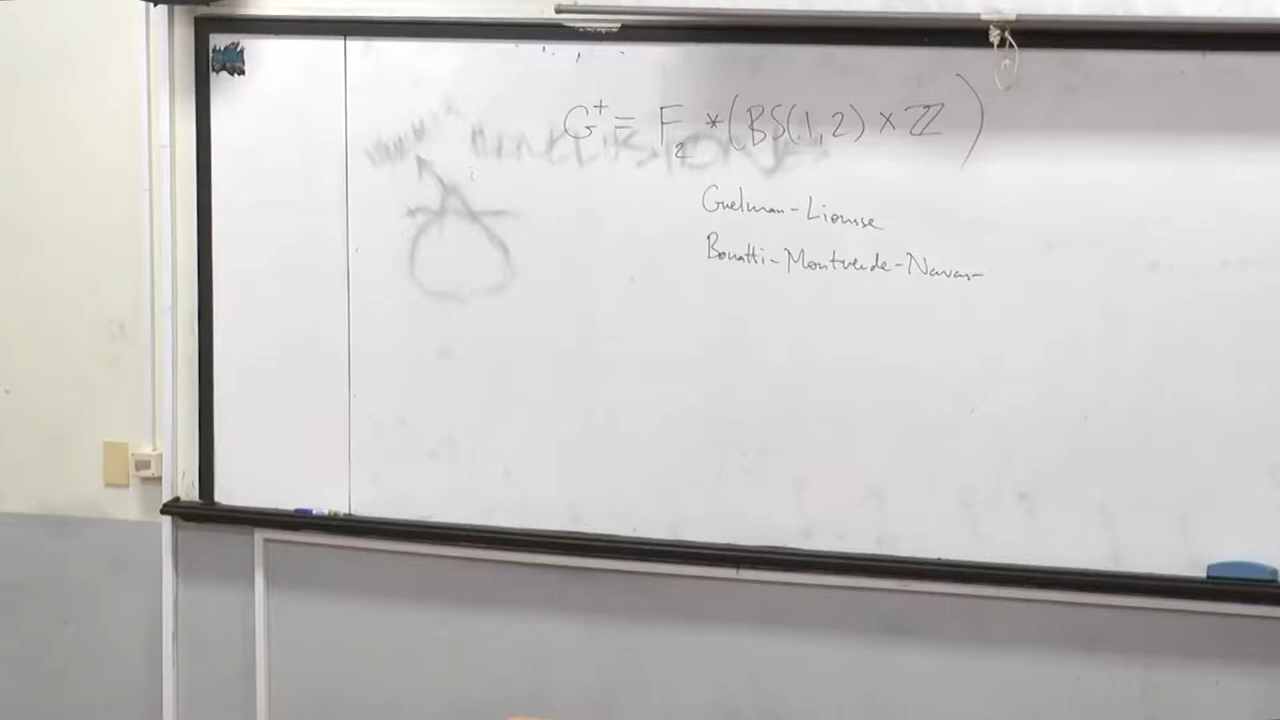 G⁺ = F₂ * (BS(1,2) × ℤ)
Guelman - Liousse
Bonatti - Monteverde - Navas